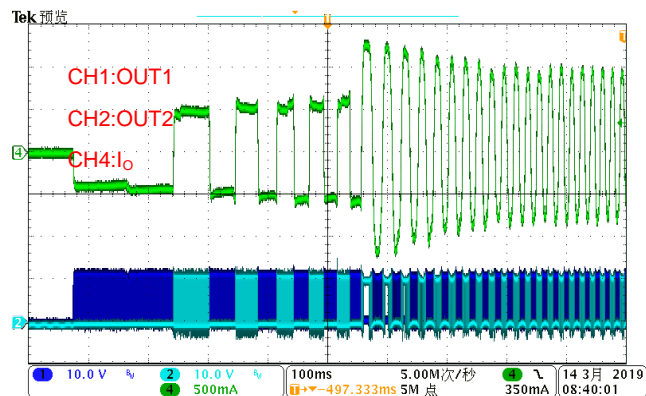 Tek 预览
T
T
CH1:OUT1
CH2:OUT2
CH4:IO
4
2
1 10.0 V BW 2 10.0 V BW 100ms 5.00M次/秒 4 14 3月 2019
4 500mA T→▼−497.333ms 5M 点 350mA 08:40:01